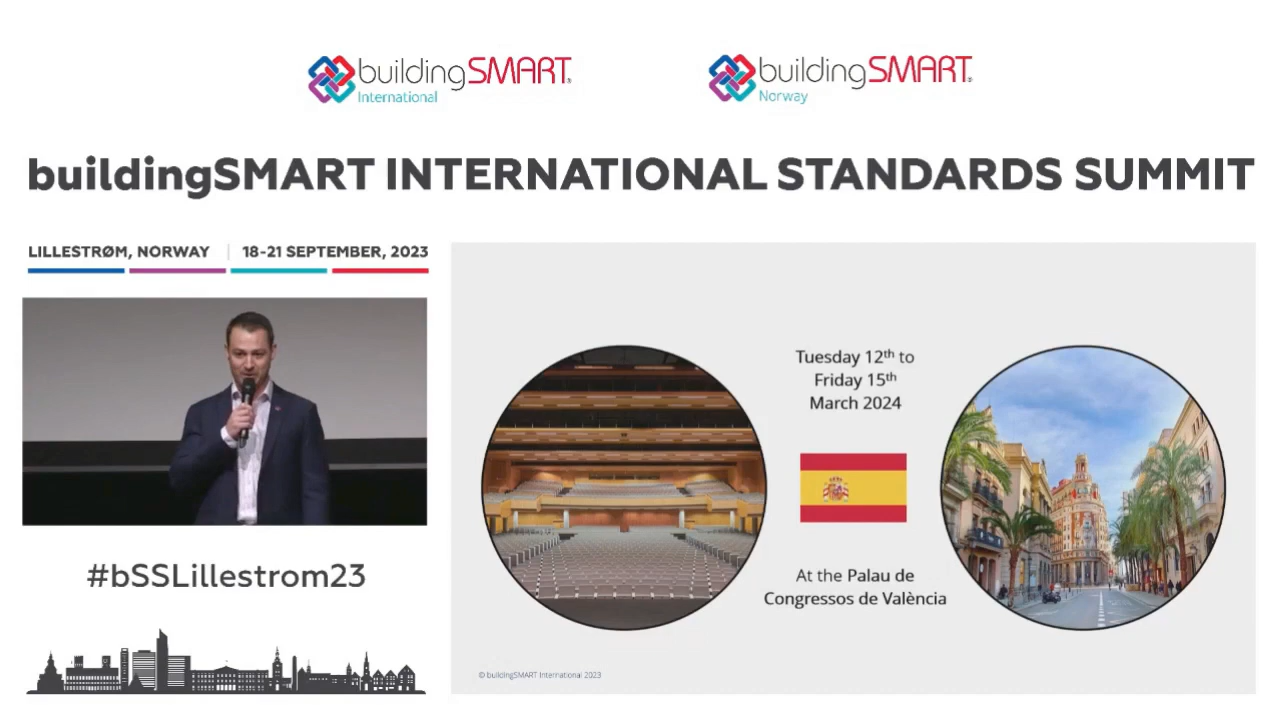 buildingSMART®
International
buildingSMART®
Norway
buildingSMART INTERNATIONAL STANDARDS SUMMIT
LILLESTRØM, NORWAY | 18-21 SEPTEMBER, 2023
Tuesday 12th to
Friday 15th
March 2024
At the Palau de
Congressos de València
#bSSLillestrom23
© buildingSMART International 2023